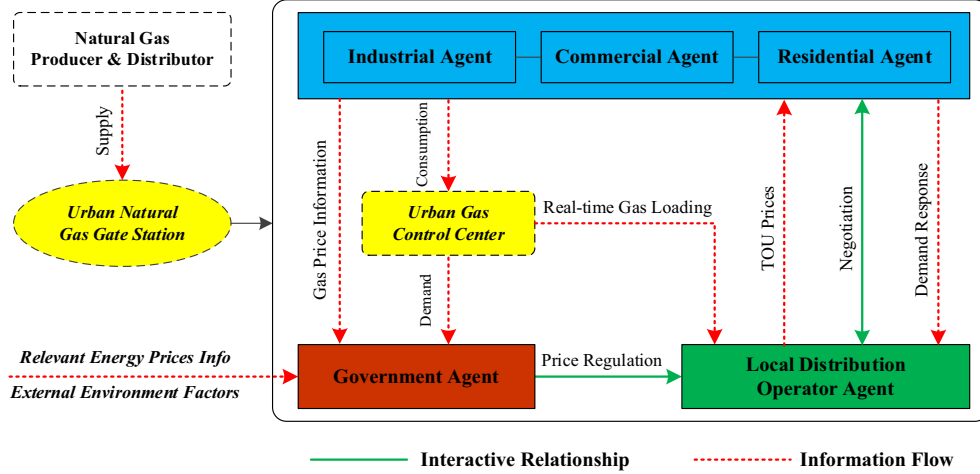 Natural Gas
Producer & Distributor
Industrial Agent
Commercial Agent
Residential Agent
Supply
Consumption
Urban Natural
Gas Gate Station
Gas Price Information
Urban Gas
Control Center
Real-time Gas Loading
TOU Prices
Negotiation
Demand Response
Demand
Relevant Energy Prices Info
External Environment Factors
Government Agent
Price Regulation
Local Distribution
Operator Agent
Interactive Relationship
Information Flow